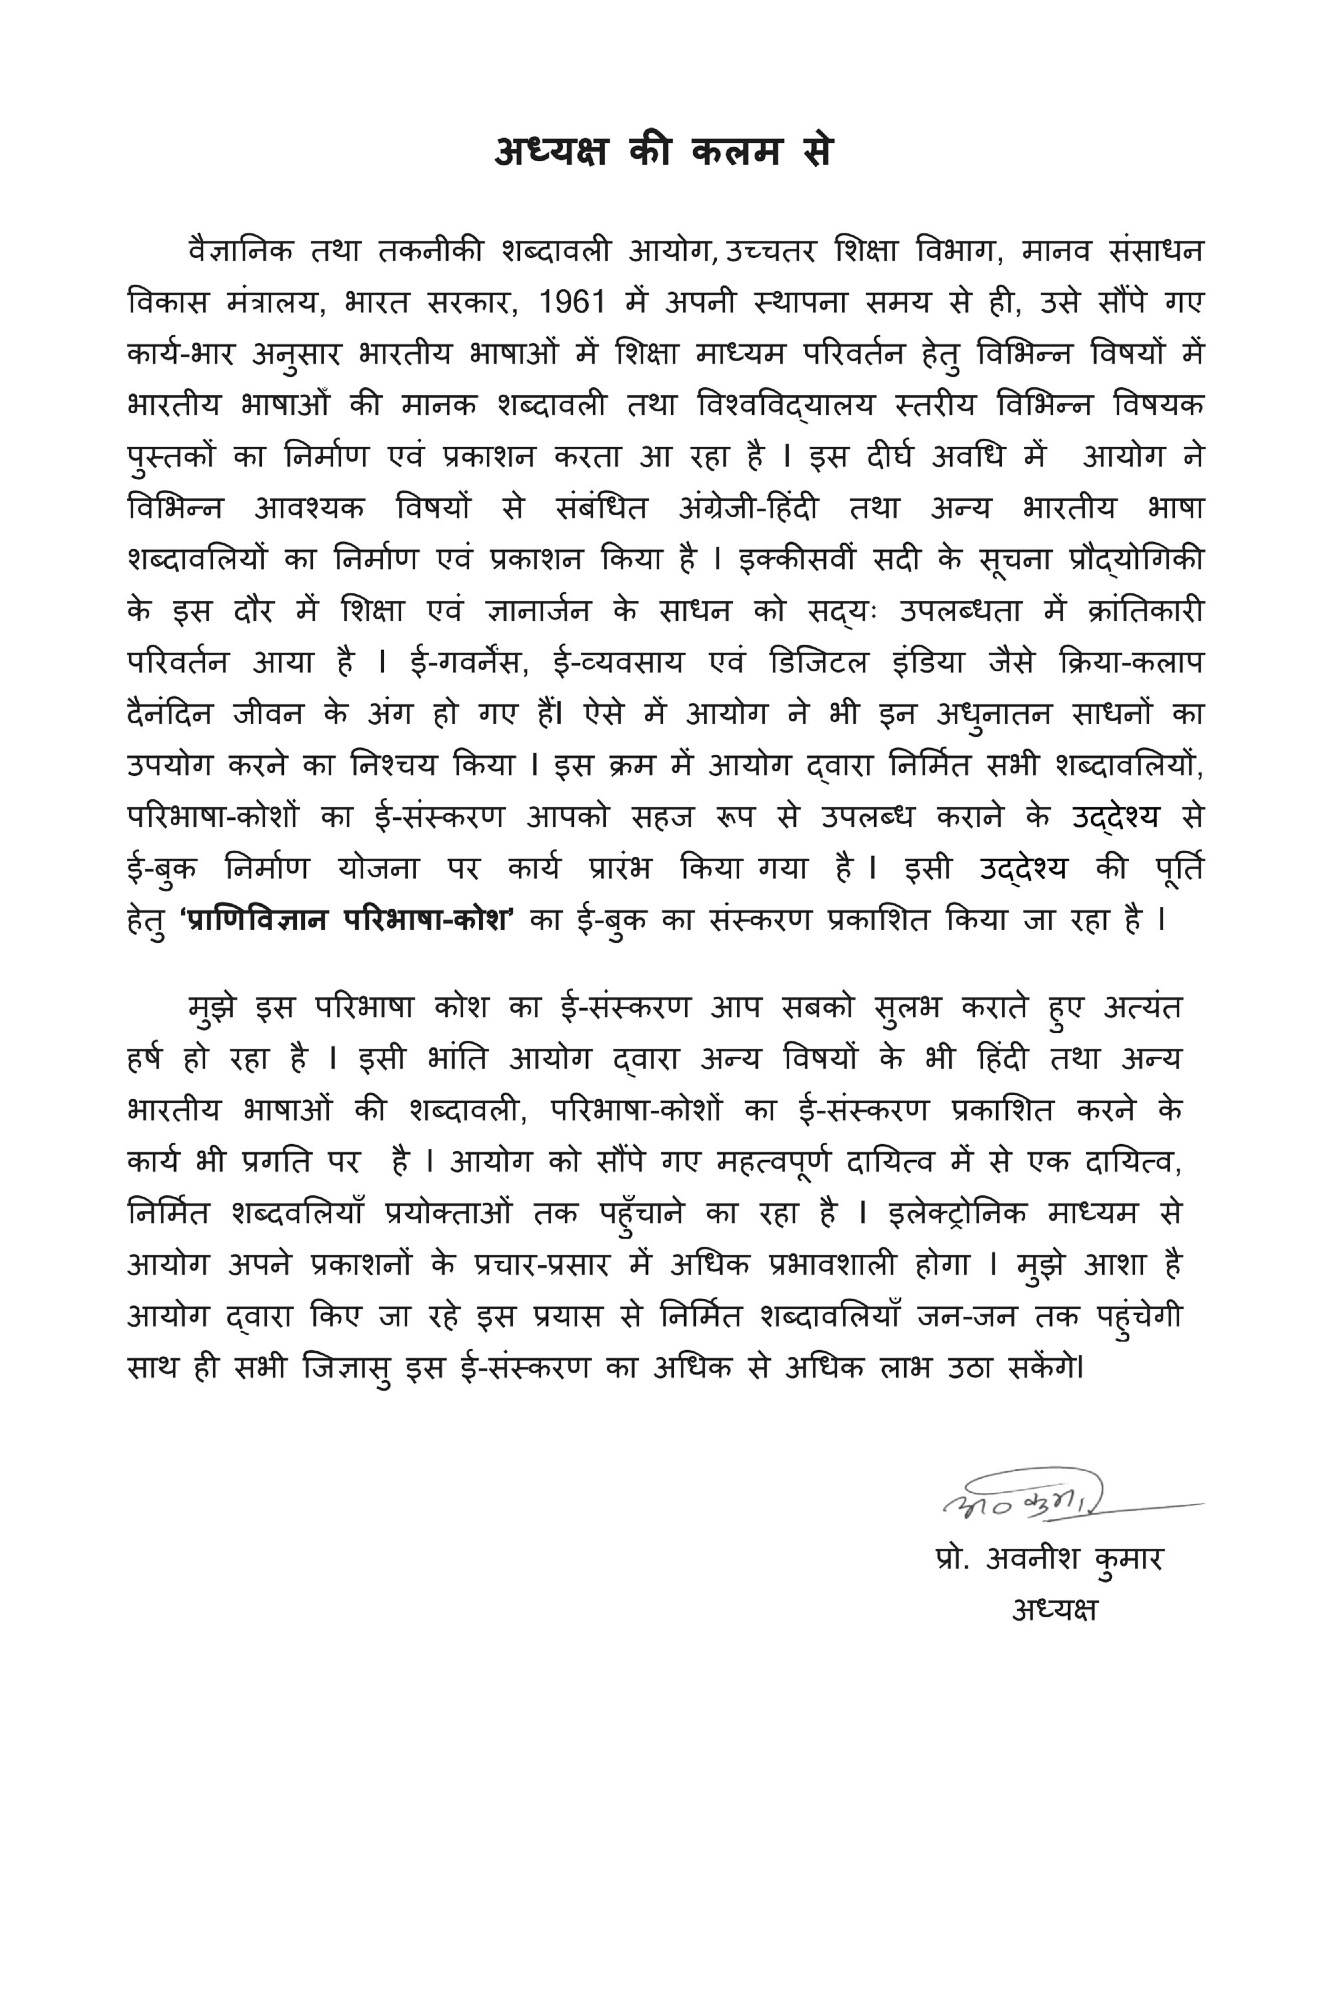 अध्यक्ष की कलम से
वैज्ञानिक तथा तकनीकी शब्दावली आयोग, उच्चतर शिक्षा विभाग, मानव संसाधन
विकास मंत्रालय, भारत सरकार, 1961 में अपनी स्थापना समय से ही, उसे सौंपे गए
कार्य-भार अनुसार भारतीय भाषाओं में शिक्षा माध्यम परिवर्तन हेतु विभिन्न विषयों में
भारतीय भाषाओँ की मानक शब्दावली तथा विश्वविद्‌यालय स्तरीय विभिन्न विषयक
पुस्तकों का निर्माण एवं प्रकाशन करता आ रहा है । इस दीर्घ अवधि में आयोग ने
विभिन्न आवश्यक विषयों से संबंधित अंग्रेजी-हिंदी तथा अन्य भारतीय भाषा
शब्दावलियों का निर्माण एवं प्रकाशन किया है । इक्कीसवीं सदी के सूचना प्रौद्‌योगिकी
के इस दौर में शिक्षा एवं ज्ञानार्जन के साधन को सद्‌यः उपलब्धता में क्रांतिकारी
परिवर्तन आया है । ई-गवर्नेंस, ई-व्यवसाय एवं डिजिटल इंडिया जैसे क्रिया-कलाप
दैनंदिन जीवन के अंग हो गए हैं। ऐसे में आयोग ने भी इन अधुनातन साधनों का
उपयोग करने का निश्चय किया । इस क्रम में आयोग द्‌वारा निर्मित सभी शब्दावलियों,
परिभाषा-कोशों का ई-संस्करण आपको सहज रूप से उपलब्ध कराने के उद्‌देश्य से
ई-बुक निर्माण योजना पर कार्य प्रारंभ किया गया है । इसी उद्‌देश्य की पूर्ति
हेतु ‘प्राणिविज्ञान परिभाषा-कोश’ का ई-बुक का संस्करण प्रकाशित किया जा रहा है ।
मुझे इस परिभाषा कोश का ई-संस्करण आप सबको सुलभ कराते हुए अत्यंत
हर्ष हो रहा है । इसी भांति आयोग द्‌वारा अन्य विषयों के भी हिंदी तथा अन्य
भारतीय भाषाओं की शब्दावली, परिभाषा-कोशों का ई-संस्करण प्रकाशित करने के
कार्य भी प्रगति पर है । आयोग को सौंपे गए महत्वपूर्ण दायित्व में से एक दायित्व,
निर्मित शब्दवलियाँ प्रयोक्ताओं तक पहुँचाने का रहा है । इलेक्ट्रोनिक माध्यम से
आयोग अपने प्रकाशनों के प्रचार-प्रसार में अधिक प्रभावशाली होगा । मुझे आशा है
आयोग द्‌वारा किए जा रहे इस प्रयास से निर्मित शब्दावलियाँ जन-जन तक पहुंचेगी
साथ ही सभी जिज्ञासु इस ई-संस्करण का अधिक से अधिक लाभ उठा सकेंगे।
प्रो. अवनीश कुमार
अध्यक्ष